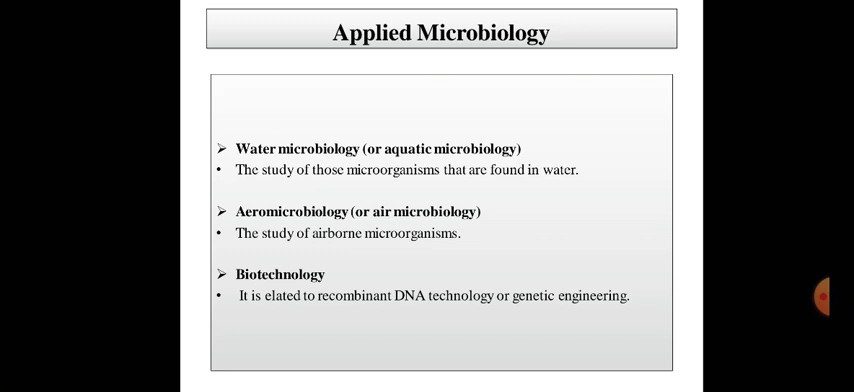 Applied Microbiology
➢ Water microbiology (or aquatic microbiology)
• The study of those microorganisms that are found in water.
➢ Aeromicrobiology (or air microbiology)
• The study of airborne microorganisms.
➢ Biotechnology
• It is elated to recombinant DNA technology or genetic engineering.